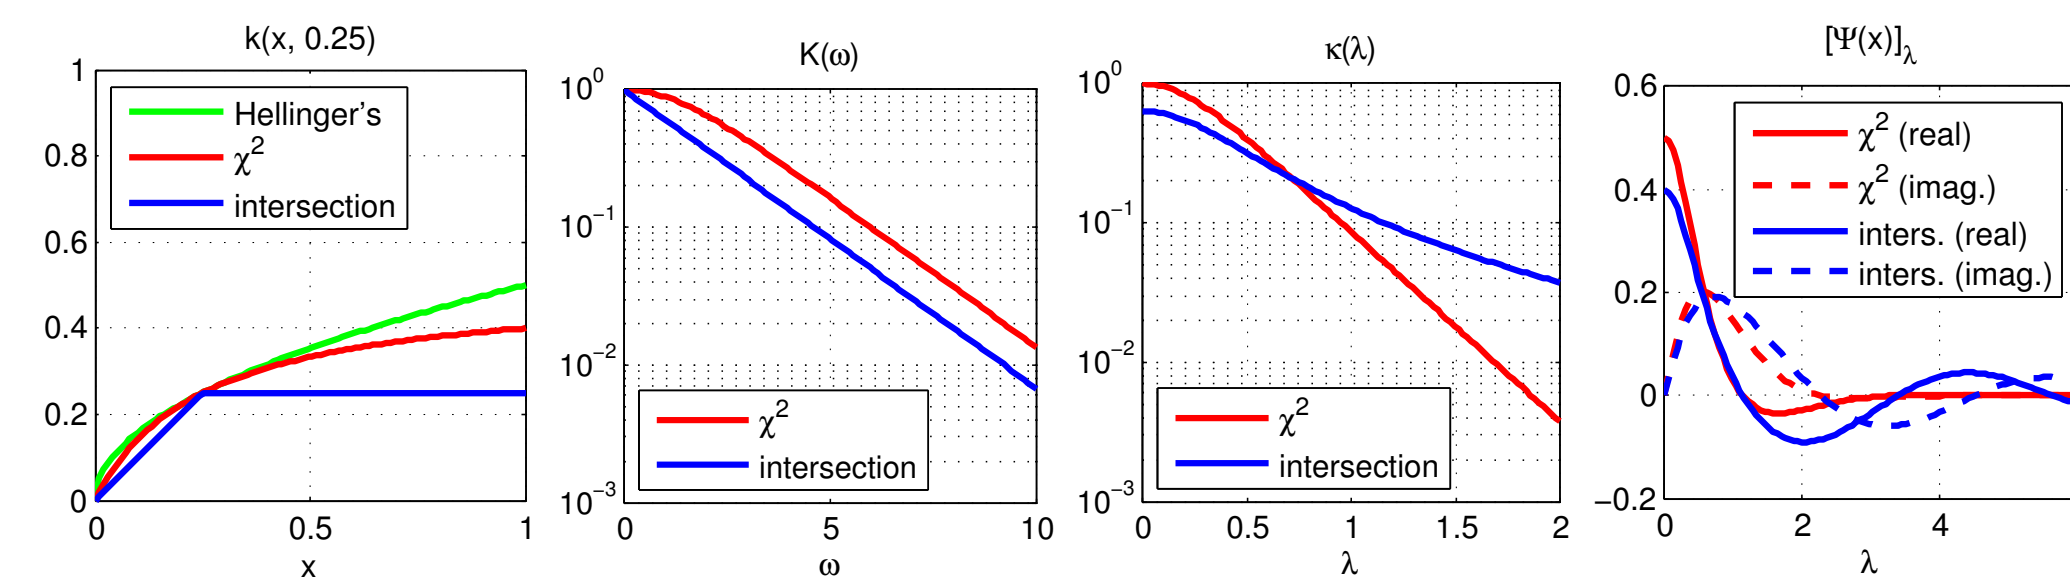 k(x, 0.25)
1
0.8
0.6
0.4
0.2
0
Hellinger's
χ2
intersection
0 0.5 1
x
K(ω)
10^0
10^-1
10^-2
10^-3
χ2
intersection
0 5 10
ω
κ(λ)
10^0
10^-1
10^-2
10^-3
χ2
intersection
0 0.5 1 1.5 2
λ
[Ψ(x)]λ
0.6
0.4
0.2
0
−0.2
χ2 (real)
χ2 (imag.)
inters. (real)
inters. (imag.)
0 2 4
λ